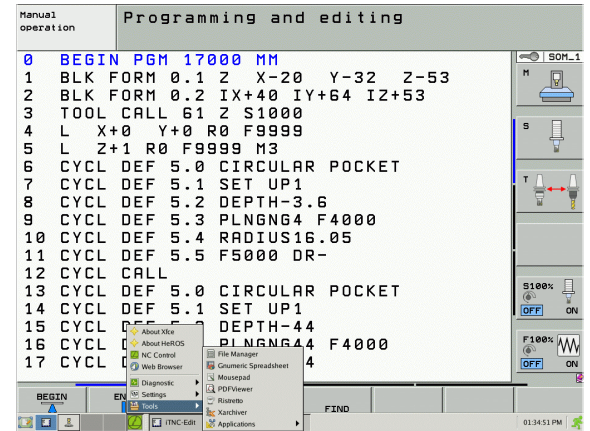 Manual
operation
Programming and editing
0 BEGIN PGM 17000 MM
1 BLK FORM 0.1 Z X-20 Y-32 Z-53
2 BLK FORM 0.2 IX+40 IY+64 IZ+53
3 TOOL CALL 61 Z S1000
4 L X+0 Y+0 R0 F9999
5 L Z+1 R0 F9999 M3
6 CYCL DEF 5.0 CIRCULAR POCKET
7 CYCL DEF 5.1 SET UP1
8 CYCL DEF 5.2 DEPTH-3.6
9 CYCL DEF 5.3 PLNGNG4 F4000
10 CYCL DEF 5.4 RADIUS16.05
11 CYCL DEF 5.5 F5000 DR-
12 CYCL CALL
13 CYCL DEF 5.0 CIRCULAR POCKET
14 CYCL DEF 5.1 SET UP1
15 CYCL DEPTH-44
16 CYCL PLNGNG44 F4000
17 CYCL 4
SOM_1
M
S
T
S100%
OFF ON
F100%
OFF ON
About Xfce
About HeROS
NC Control
Web Browser
Diagnostic
Settings
Tools
File Manager
Gnumeric Spreadsheet
Mousepad
PDFViewer
Ristretto
Xarchiver
Applications
BEGIN
FIND
iTNC-Edit
01:34:51 PM